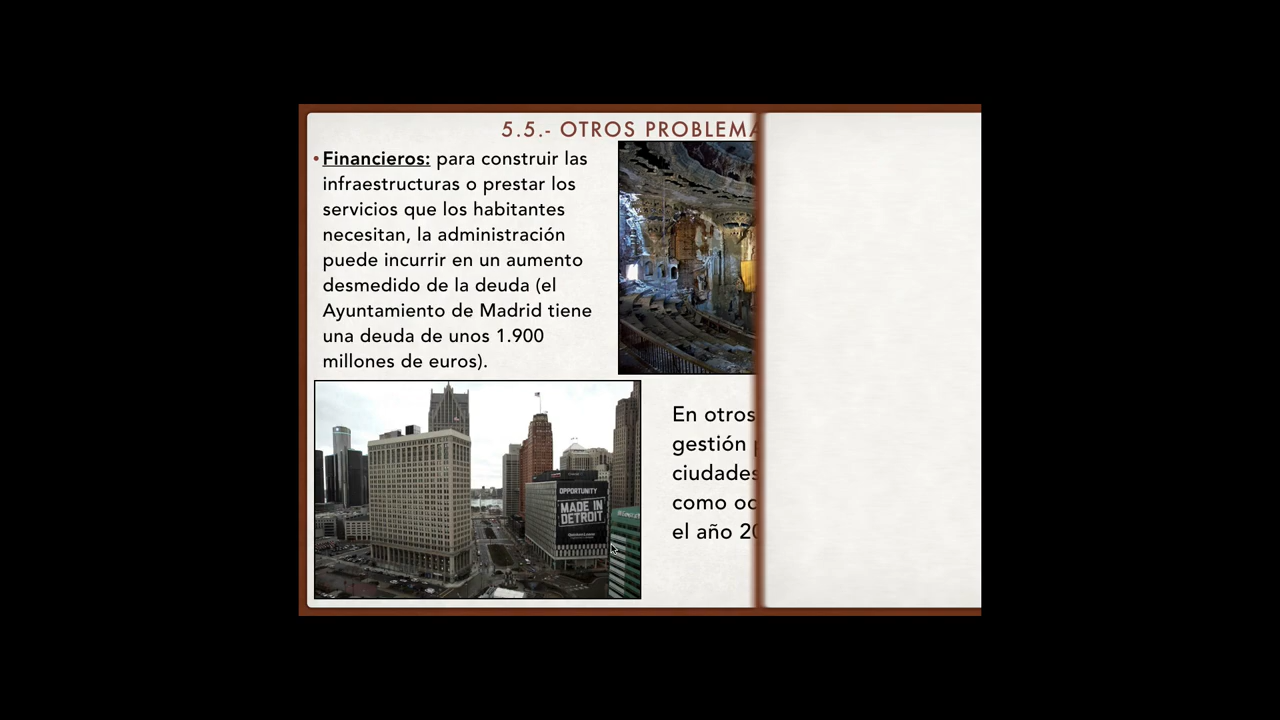 5.5.- OTROS PROBLEMA
• Financieros: para construir las
infraestructuras o prestar los
servicios que los habitantes
necesitan, la administración
puede incurrir en un aumento
desmedido de la deuda (el
Ayuntamiento de Madrid tiene
una deuda de unos 1.900
millones de euros).
OPPORTUNITY
MADE IN
DETROIT
En otros
gestión
ciudades
como oc
el año 20